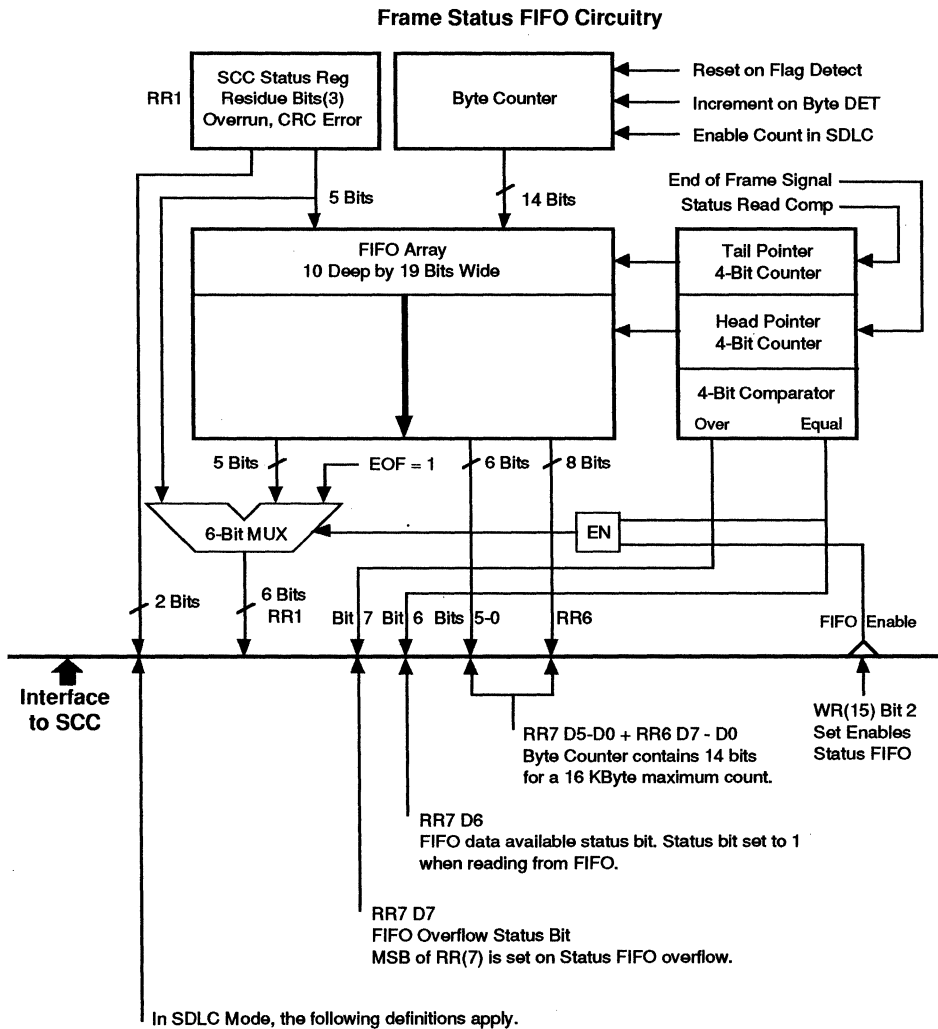 Frame Status FIFO Circuitry
RR1
SCC Status Reg
Residue Bits(3)
Overrun, CRC Error
Byte Counter
Reset on Flag Detect
Increment on Byte DET
Enable Count in SDLC
5 Bits
14 Bits
End of Frame Signal
Status Read Comp
FIFO Array
10 Deep by 19 Bits Wide
Tail Pointer
4-Bit Counter
Head Pointer
4-Bit Counter
4-Bit Comparator
Over Equal
5 Bits
EOF = 1
6 Bits
8 Bits
6-Bit MUX
EN
2 Bits
6 Bits
RR1
Bit 7
Bit 6
Bits 5-0
RR6
FIFO Enable
Interface
to SCC
WR(15) Bit 2
Set Enables
Status FIFO
RR7 D5-D0 + RR6 D7 - D0
Byte Counter contains 14 bits
for a 16 KByte maximum count.
RR7 D6
FIFO data available status bit. Status bit set to 1
when reading from FIFO.
RR7 D7
FIFO Overflow Status Bit
MSB of RR(7) is set on Status FIFO overflow.
In SDLC Mode, the following definitions apply.